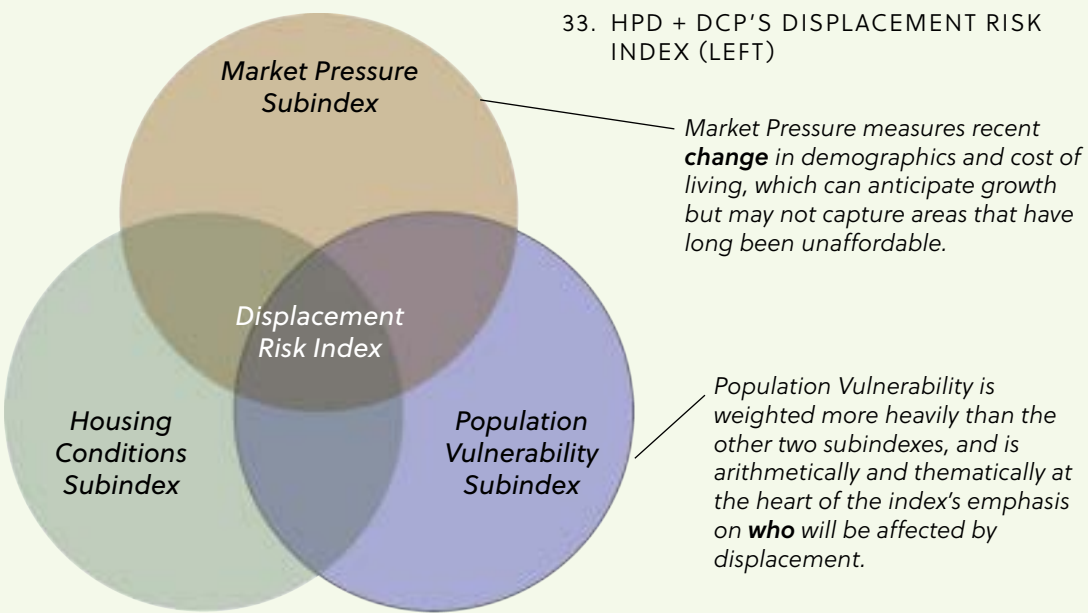 33. HPD + DCP'S DISPLACEMENT RISK
INDEX (LEFT)
Market Pressure
Subindex
Market Pressure measures recent
change in demographics and cost of
living, which can anticipate growth
but may not capture areas that have
long been unaffordable.
Displacement
Risk Index
Housing
Conditions
Subindex
Population
Vulnerability
Subindex
Population Vulnerability is
weighted more heavily than the
other two subindexes, and is
arithmetically and thematically at
the heart of the index's emphasis
on who will be affected by
displacement.